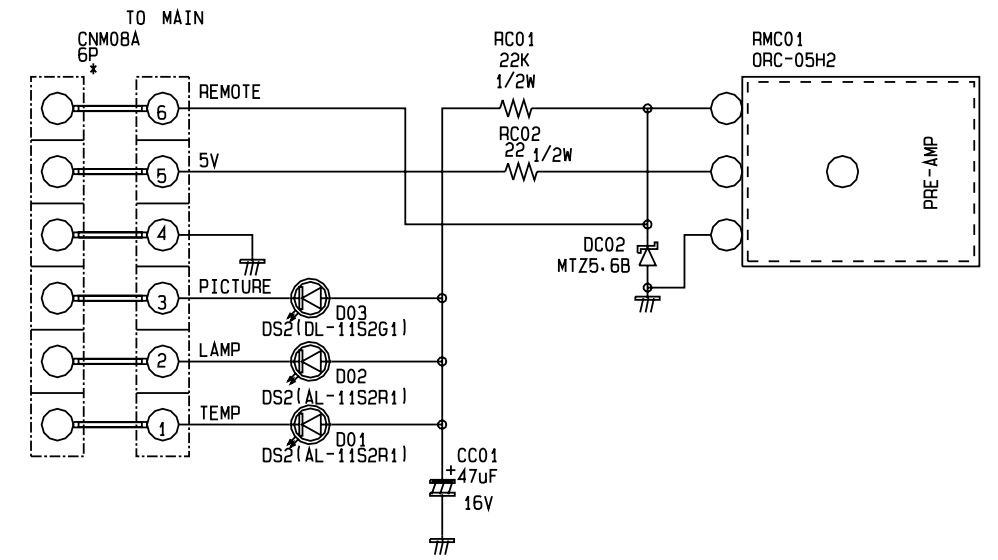 TO MAIN
CNM08A
6P
*
6
REMOTE
5
5V
4
3
PICTURE
D03
DS2(DL-11S2G1)
2
LAMP
D02
DS2(AL-11S2R1)
1
TEMP
D01
DS2(AL-11S2R1)
+
CC01
47uF
16V
RC01
22K
1/2W
RC02
22 1/2W
DC02
MTZ5.6B
RMC01
ORC-05H2
PRE-AMP